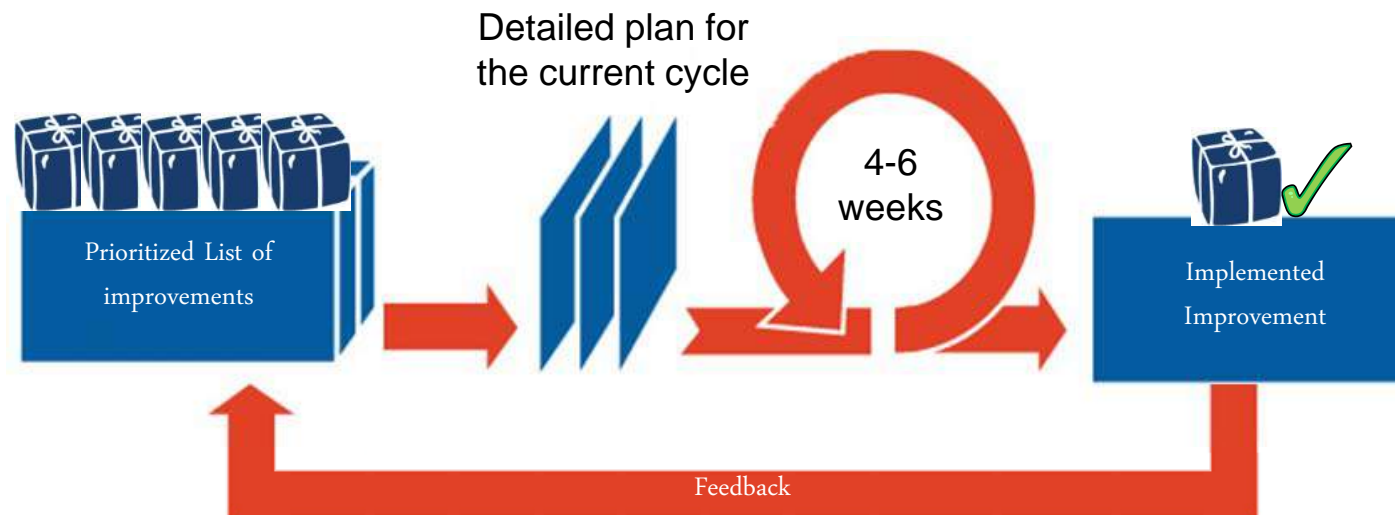 Detailed plan for
the current cycle
4-6
weeks
Prioritized List of
improvements
Implemented
Improvement
Feedback